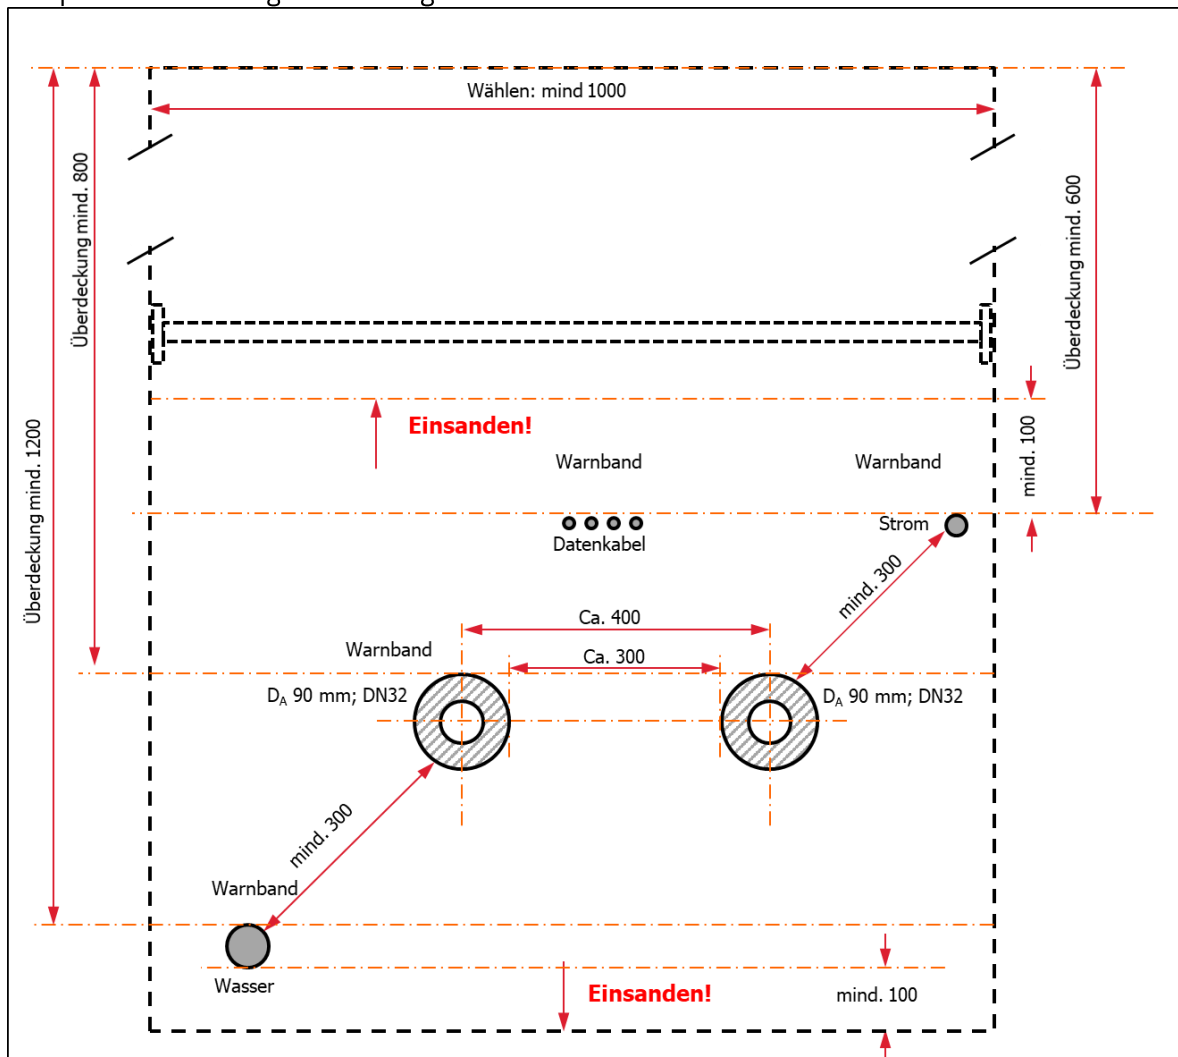 Wählen: mind 1000
Überdeckung mind. 800
Überdeckung mind. 600
Einsanden!
mind. 100
Warnband
Warnband
Überdeckung mind. 1200
Strom
Datenkabel
mind. 300
Ca. 400
Warnband
Ca. 300
DA 90 mm; DN32
DA 90 mm; DN32
mind. 300
Warnband
Wasser
Einsanden!
mind. 100